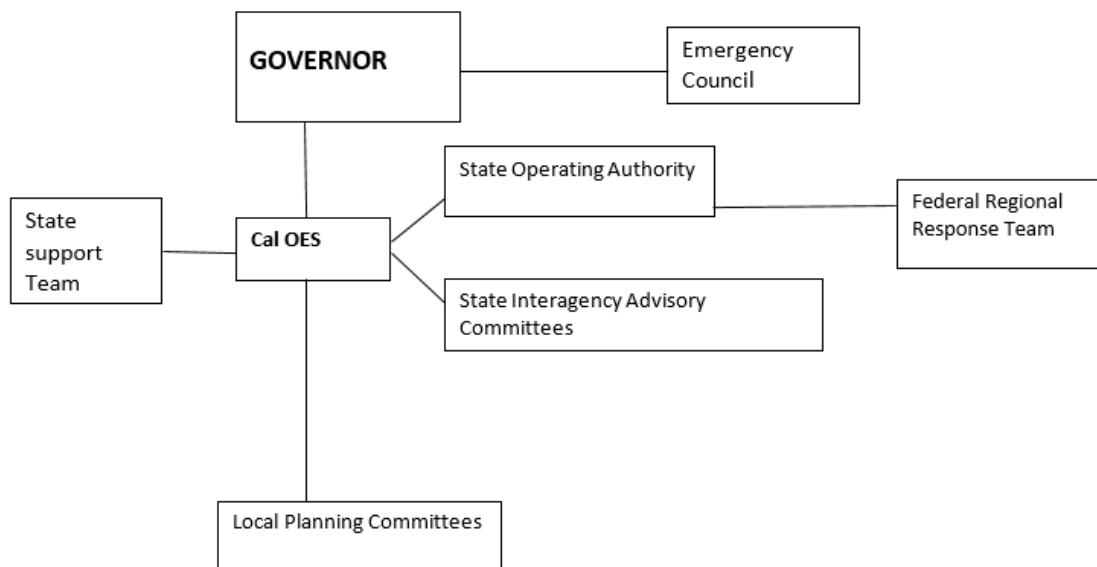 GOVERNOR
Emergency
Council
State Operating Authority
Federal Regional
Response Team
State
support
Team
Cal OES
State Interagency Advisory
Committees
Local Planning Committees